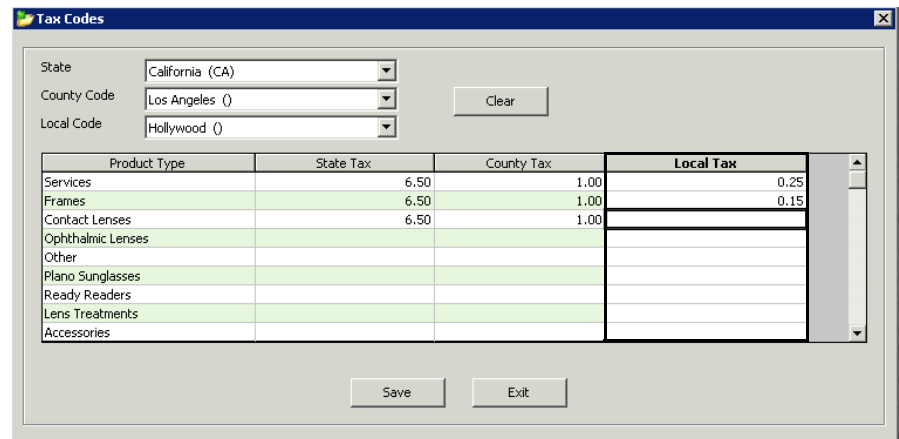 Tax Codes
State California (CA)
County Code Los Angeles ()
Clear
Local Code Hollywood ()
Product Type State Tax County Tax Local Tax
Services 6.50 1.00 0.25
Frames 6.50 1.00 0.15
Contact Lenses 6.50 1.00
Ophthalmic Lenses
Other
Plano Sunglasses
Ready Readers
Lens Treatments
Accessories
Save Exit